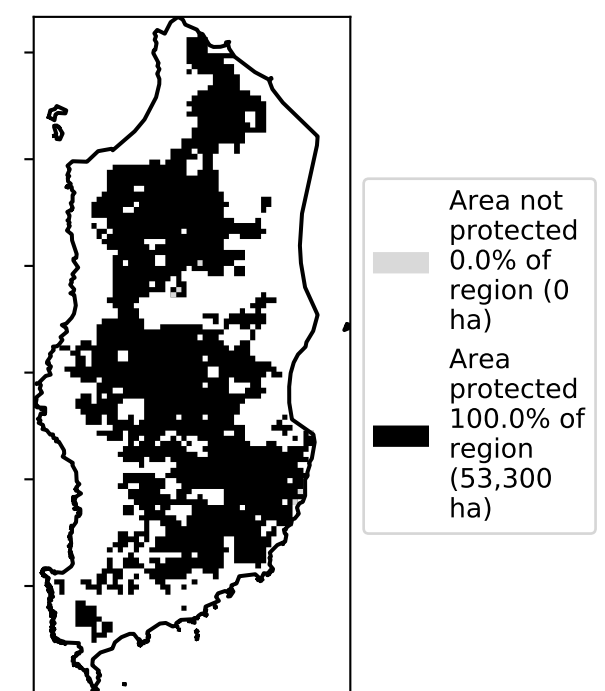 Area not
protected
0.0% of
region (0
ha)
Area
protected
100.0% of
region
(53,300
ha)